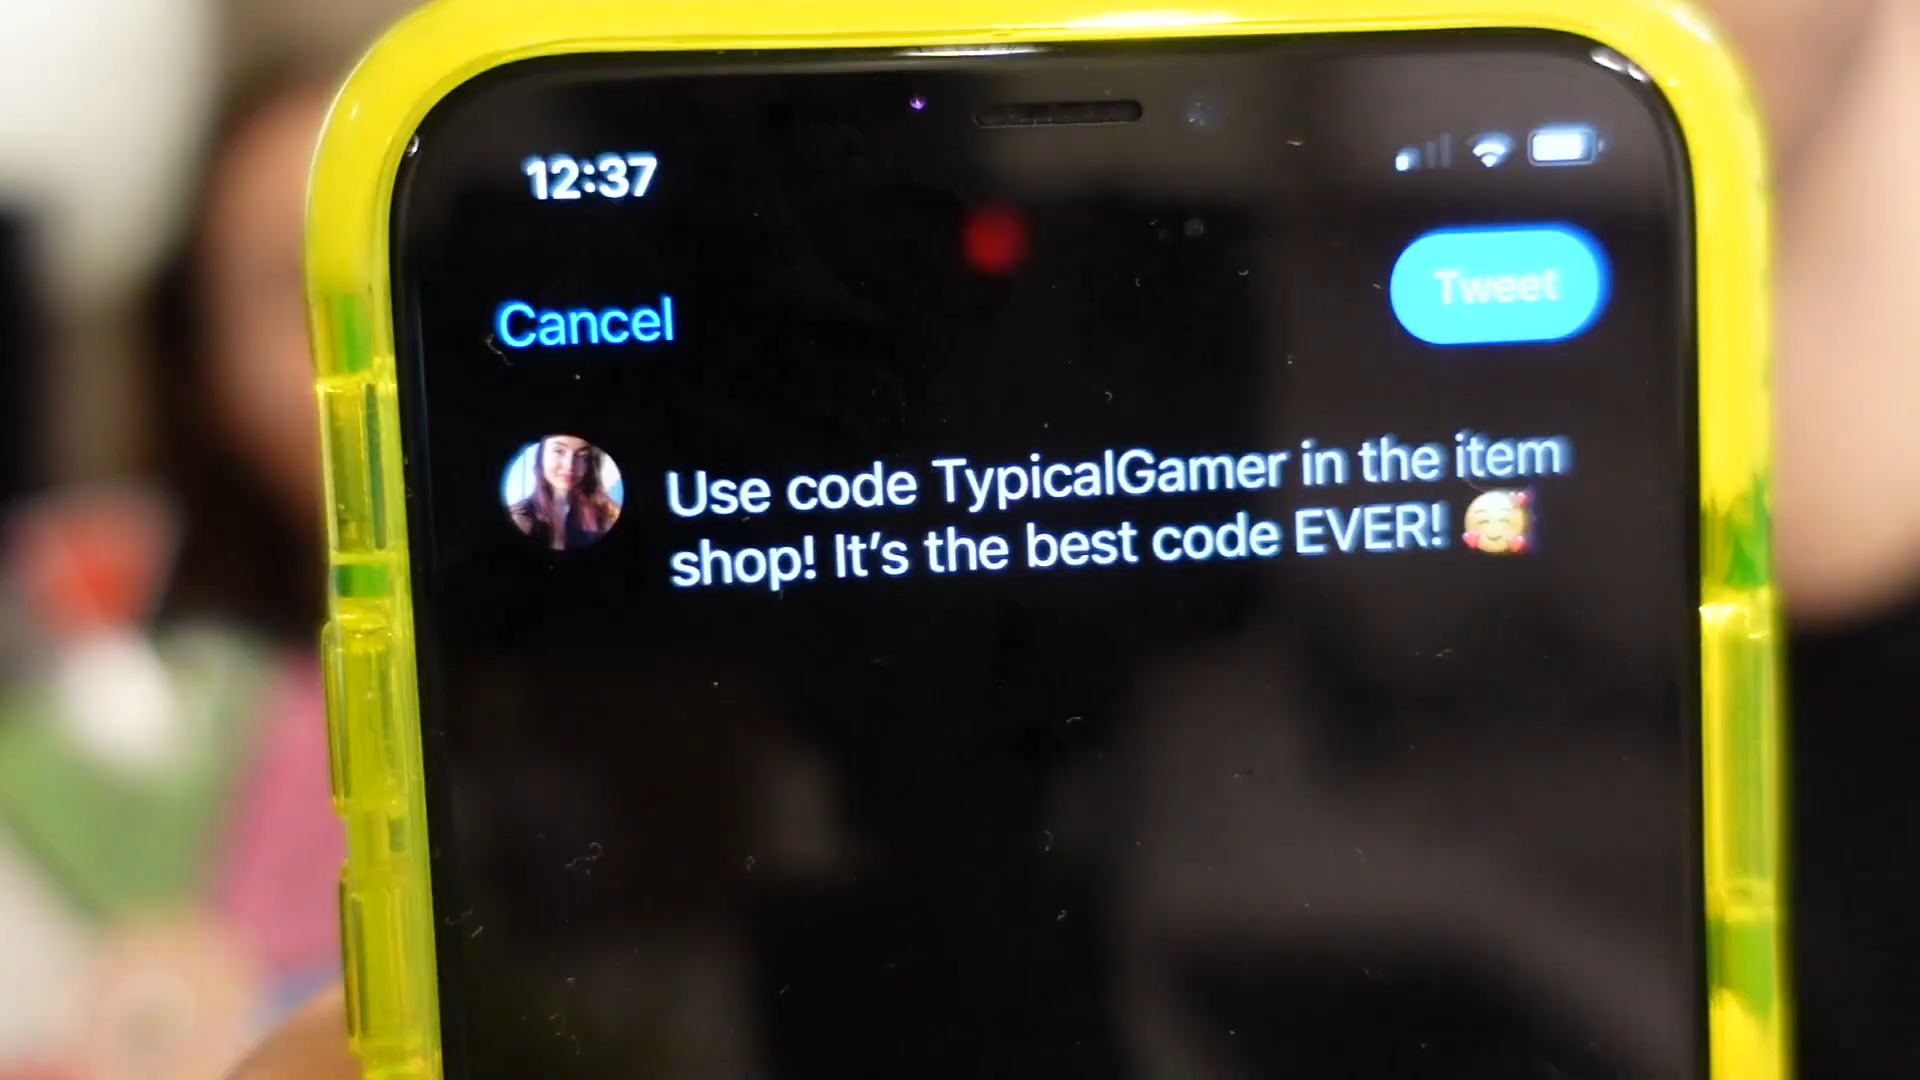 12:37
Cancel
Tweet
Use code TypicalGamer in the item
shop! It's the best code EVER! 🥰